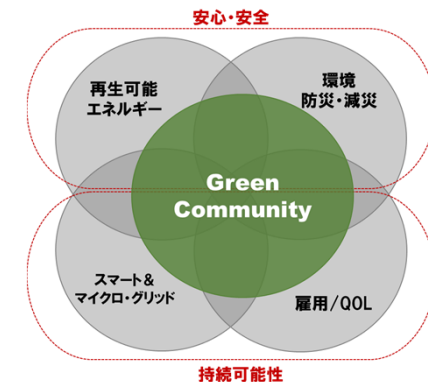 安心・安全
再生可能
エネルギー
環境
防災・減災
Green
Community
スマート&
マイクロ・グリッド
雇用/QOL
持続可能性